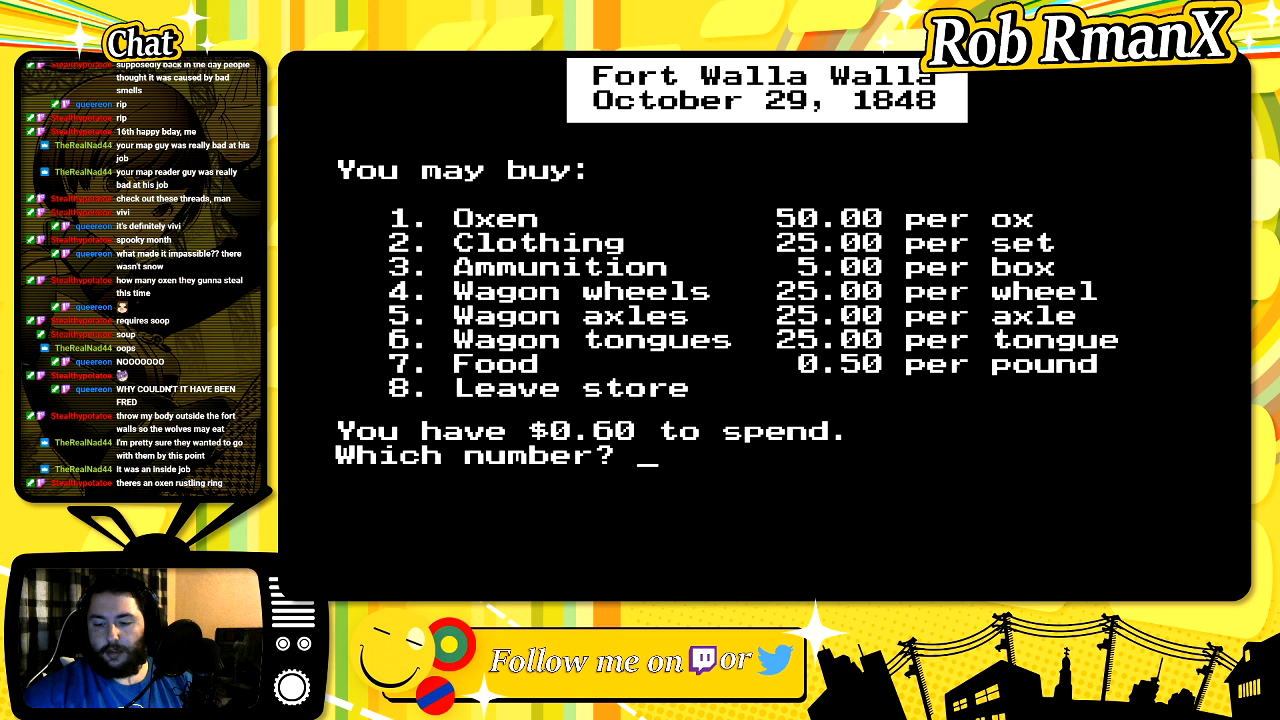 Chat
Stealthypotatoe supposedly back in the day people
thought it was caused by bad
smells
queereon rip
Stealthypotatoe rip
Stealthypotatoe 16th half birthday, me
TheRealNad44 your map guy was really bad at his
job
TheRealNad44 your map reader guy was really
bad at his job
Stealthypotatoe check out these threads, man
Stealthypotatoe vivi
queereon it's definitely vivi
Stealthypotatoe spooky month
queereon what made it impassible?? there
wasn't snow
Stealthypotatoe how many oxen they gunna steal
this time
queereon
Stealthypotatoe requires soop
Stealthypotatoe soup
TheRealNad44 oops
queereon NOOOOOOO
Stealthypotatoe
queereon WHY COULDN'T IT HAVE BEEN
FRED
Stealthypotatoe throw my body outside the fort
walls so the wolves may eat
TheRealNad44 I'm pretty sure they wanted to go
with them by this point
TheRealNad44 It was an inside job
Stealthypotatoe theres an oxen rustling ring
Rob RmanX
Fort Walla Walla
October 29, 1848
You may buy:
1. Oxen 50.00 per ox
2. Clothing 25.00 per set
3. Ammunition 5.00 per box
4. Wagon wheels 25.00 per wheel
5. Wagon axles 25.00 per axle
6. Wagon tongues 25.00 per tongue
7. Food 0.50 per pound
8. Leave store
You have $0.60 to spend.
Which number? _
Follow me on or